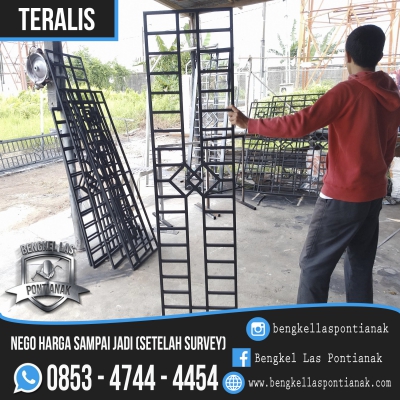 TERALIS
BENGKEL LAS
PONTIANAK
NEGO HARGA SAMPAI JADI (SETELAH SURVEY)
0853 - 4744 - 4454
bengkellaspontianak
Bengkel Las Pontianak
www.bengkellaspontianak.com